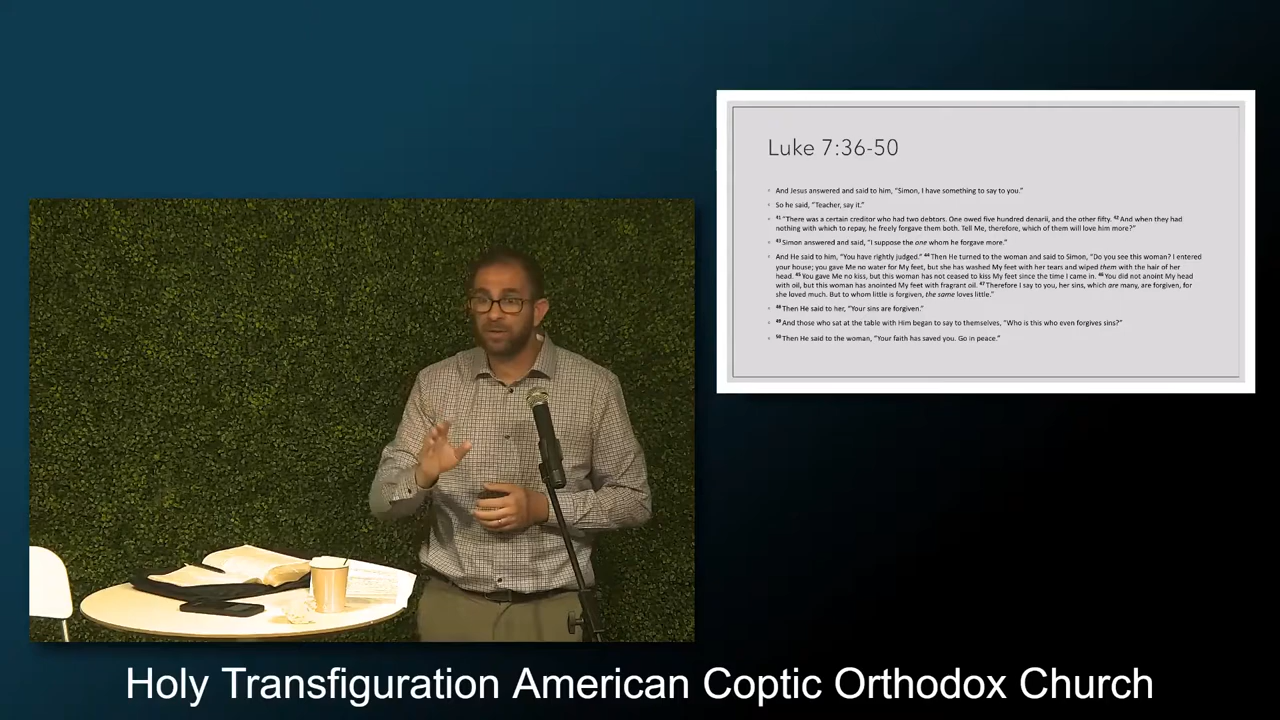 Luke 7:36-50
And Jesus answered and said to him, “Simon, I have something to say to you.”
So he said, “Teacher, say it.”
41 “There was a certain creditor who had two debtors. One owed five hundred denarii, and the other fifty. 42 And when they had
nothing with which to repay, he freely forgave them both. Tell Me, therefore, which of them will love him more?”
43 Simon answered and said, “I suppose the one whom he forgave more.”
And He said to him, “You have rightly judged.” 44 Then He turned to the woman and said to Simon, “Do you see this woman? I entered
your house; you gave Me no water for My feet, but she has washed My feet with her tears and wiped them with the hair of her
head. 45 You gave Me no kiss, but this woman has not ceased to kiss My feet since the time I came in. 46 You did not anoint My head
with oil, but this woman has anointed My feet with fragrant oil. 47 Therefore I say to you, her sins, which are many, are forgiven, for
she loved much. But to whom little is forgiven, the same loves little.”
48 Then He said to her, “Your sins are forgiven.”
49 And those who sat at the table with Him began to say to themselves, “Who is this who even forgives sins?”
50 Then He said to the woman, “Your faith has saved you. Go in peace.”
Holy Transfiguration American Coptic Orthodox Church